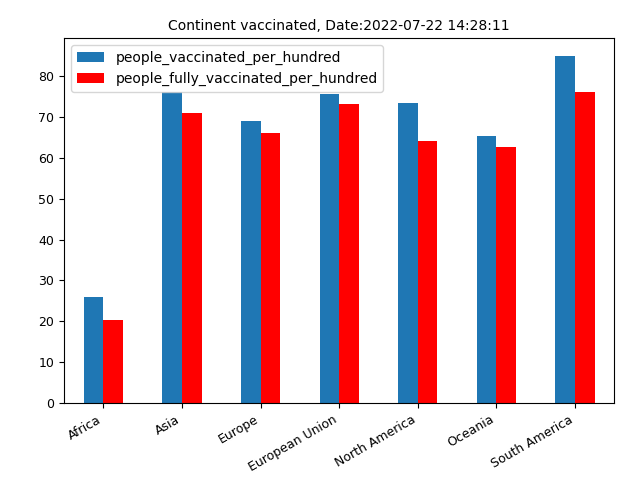 Continent vaccinated, Date:2022-07-22 14:28:11
people_vaccinated_per_hundred
people_fully_vaccinated_per_hundred
80
70
60
50
40
30
20
10
0
Africa
Asia
Europe
European Union
North America
Oceania
South America